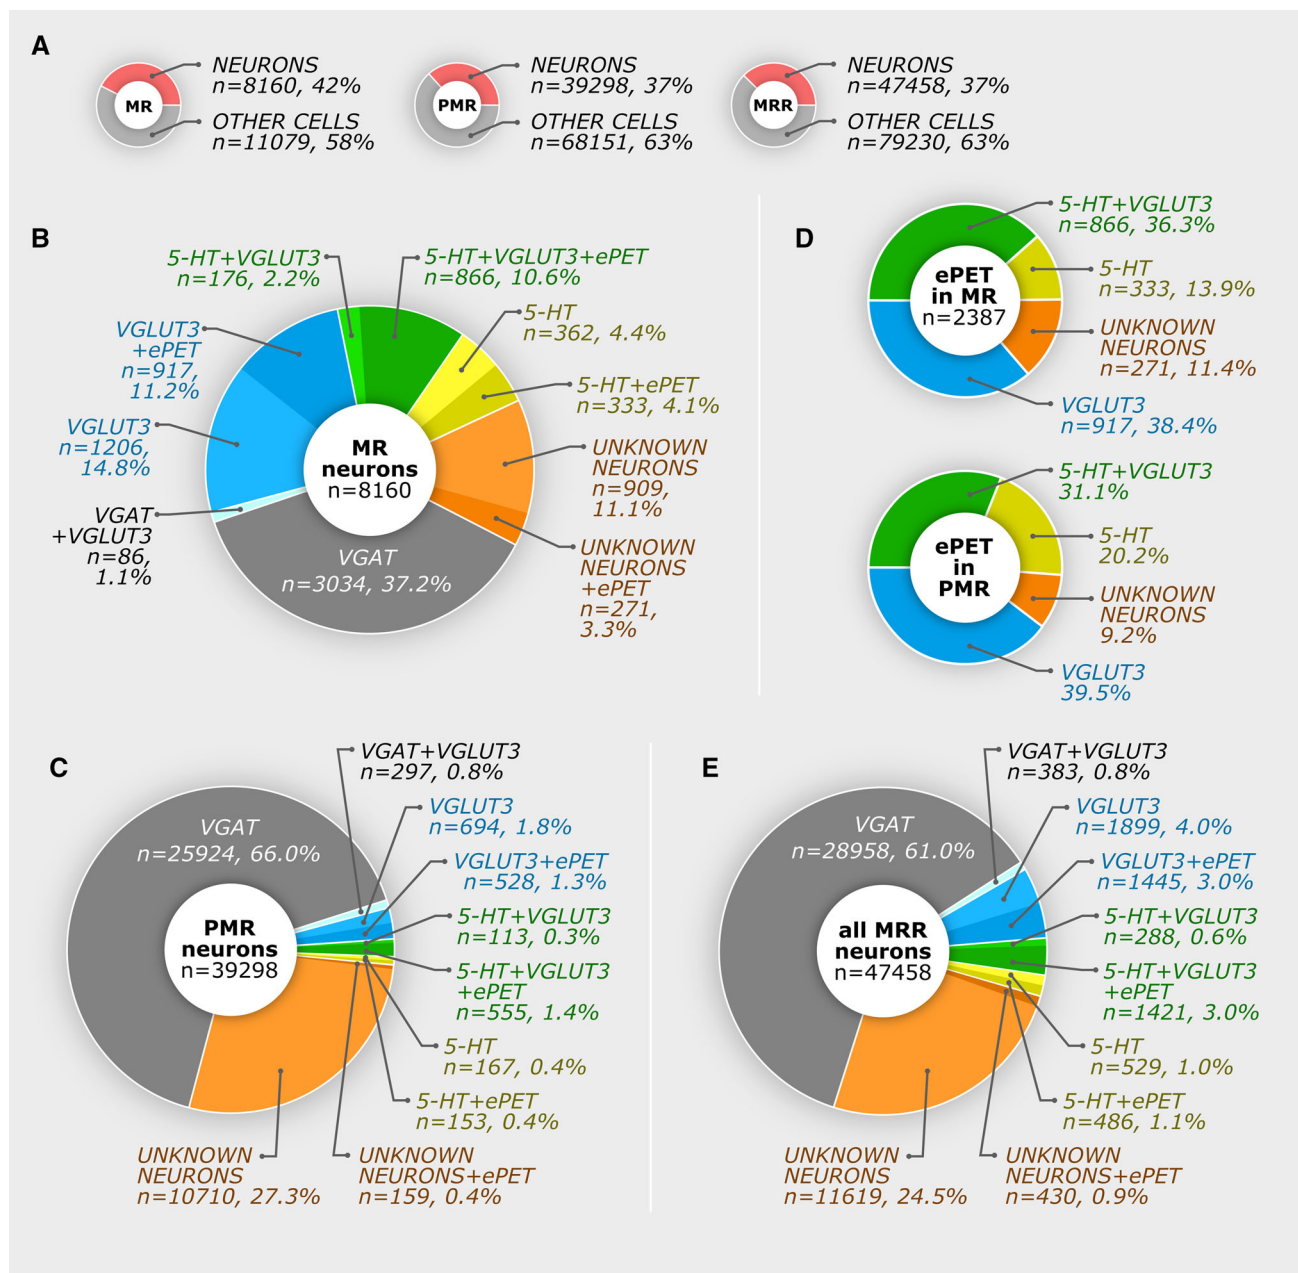 A
NEURONS
n=8160, 42%
MR
OTHER CELLS
n=11079, 58%
NEURONS
n=39298, 37%
PMR
OTHER CELLS
n=68151, 63%
NEURONS
n=47458, 37%
MRR
OTHER CELLS
n=79230, 63%
B
5-HT+VGLUT3
n=176, 2.2%
5-HT+VGLUT3+ePET
n=866, 10.6%
5-HT
n=362, 4.4%
5-HT+ePET
n=333, 4.1%
UNKNOWN
NEURONS
n=909,
11.1%
UNKNOWN
NEURONS
+ePET
n=271,
3.3%
VGLUT3
+ePET
n=917,
11.2%
VGLUT3
n=1206,
14.8%
VGAT
+VGLUT3
n=86,
1.1%
MR
neurons
n=8160
VGAT
n=3034, 37.2%
D
5-HT+VGLUT3
n=866, 36.3%
5-HT
n=333, 13.9%
UNKNOWN
NEURONS
n=271, 11.4%
VGLUT3
n=917, 38.4%
ePET
in MR
n=2387
5-HT+VGLUT3
31.1%
5-HT
20.2%
UNKNOWN
NEURONS
9.2%
VGLUT3
39.5%
ePET
in
PMR
C
VGAT+VGLUT3
n=297, 0.8%
VGLUT3
n=694, 1.8%
VGLUT3+ePET
n=528, 1.3%
5-HT+VGLUT3
n=113, 0.3%
5-HT+VGLUT3
+ePET
n=555, 1.4%
5-HT
n=167, 0.4%
5-HT+ePET
n=153, 0.4%
UNKNOWN
NEURONS+ePET
n=159, 0.4%
UNKNOWN
NEURONS
n=10710, 27.3%
VGAT
n=25924, 66.0%
PMR
neurons
n=39298
E
VGAT+VGLUT3
n=383, 0.8%
VGLUT3
n=1899, 4.0%
VGLUT3+ePET
n=1445, 3.0%
5-HT+VGLUT3
n=288, 0.6%
5-HT+VGLUT3
+ePET
n=1421, 3.0%
5-HT
n=529, 1.0%
5-HT+ePET
n=486, 1.1%
UNKNOWN
NEURONS+ePET
n=430, 0.9%
UNKNOWN
NEURONS
n=11619, 24.5%
VGAT
n=28958, 61.0%
all MRR
neurons
n=47458